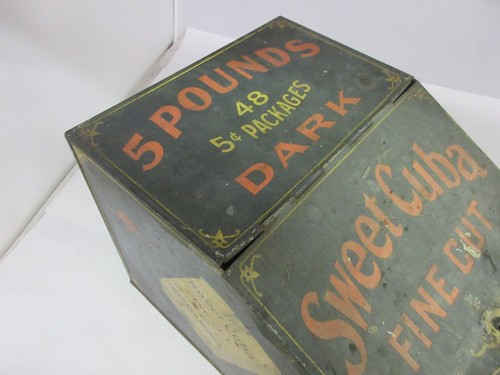 5 POUNDS
48
5¢ PACKAGES
DARK
Sweet Cuba
FINE CUT